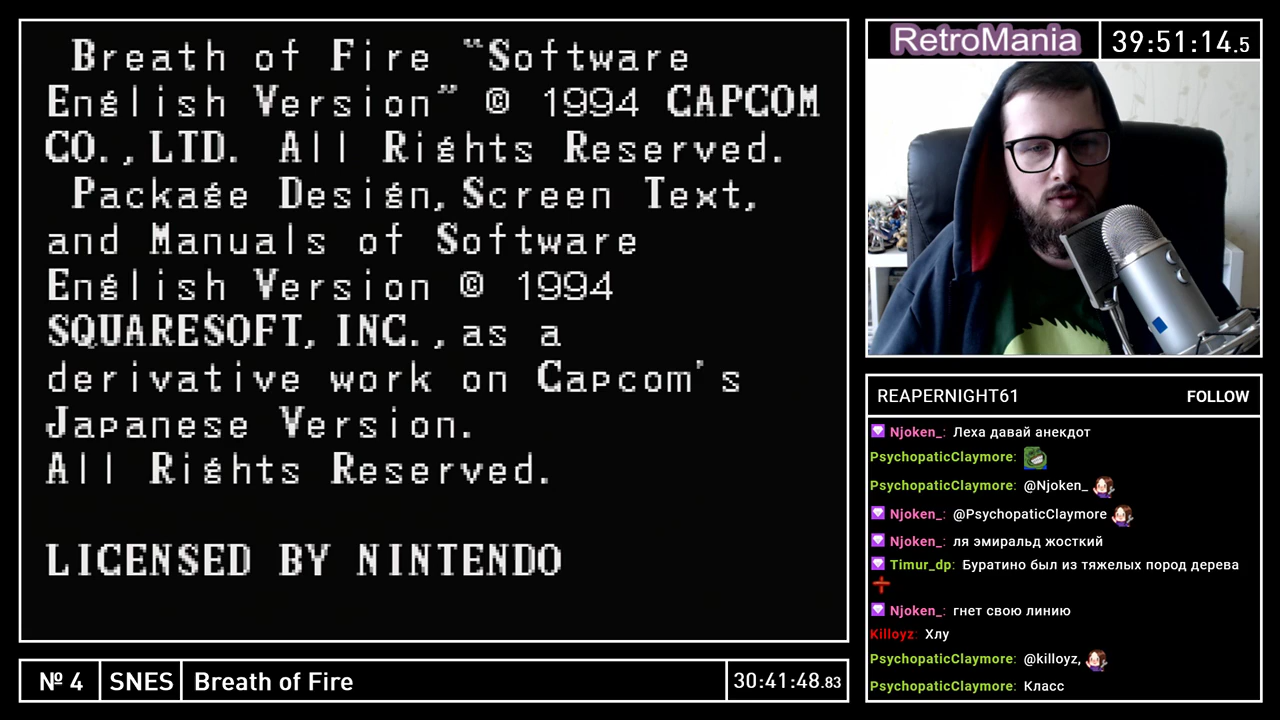 Breath of Fire "Software
English Version" © 1994 CAPCOM
CO.,LTD. All Rights Reserved.
Package Design,Screen Text,
and Manuals of Software
English Version © 1994
SQUARESOFT, INC.,as a
derivative work on Capcom's
Japanese Version.
All Rights Reserved.
LICENSED BY NINTENDO
№ 4 SNES Breath of Fire 30:41:48.83
RetroMania 39:51:14.5
REAPERNIGHT61 FOLLOW
Njoken_: Леха давай анекдот
PsychopaticClaymore:
PsychopaticClaymore: @Njoken_
Njoken_: @PsychopaticClaymore
Njoken_: ля эмиральд жосткий
Timur_dp: Буратино был из тяжелых пород дерева
Njoken_: гнет свою линию
Killoyz: Хлу
PsychopaticClaymore: @killoyz,
PsychopaticClaymore: Класс